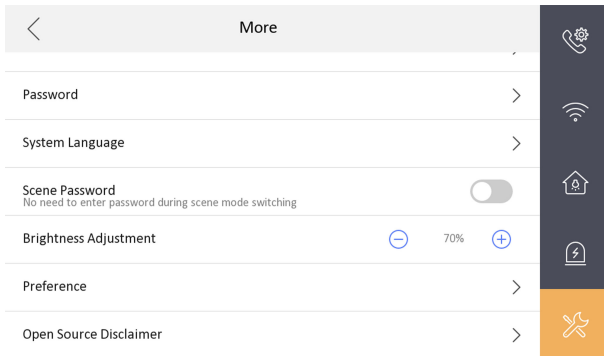 More
Password
System Language
Scene Password
No need to enter password during scene mode switching
Brightness Adjustment
70%
Preference
Open Source Disclaimer